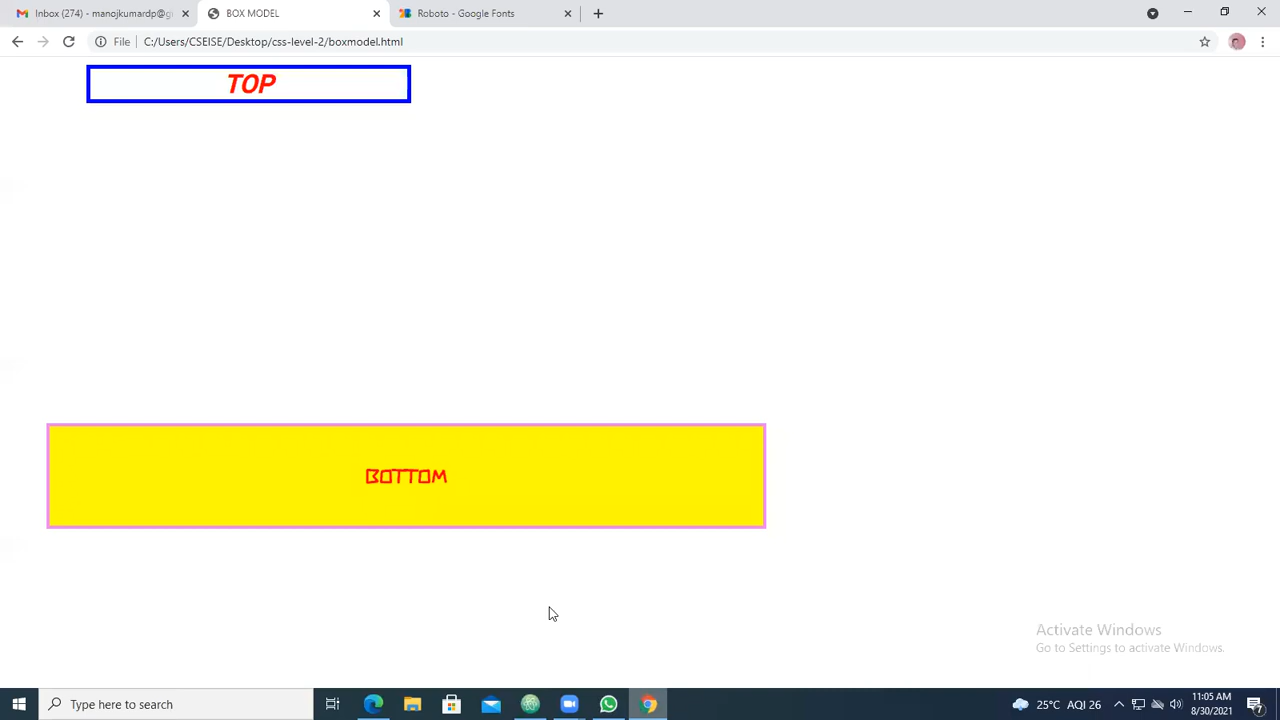 Inbox (274) - manojkumardp@g
BOX MODEL
Roboto - Google Fonts
File
C:/Users/CSEISE/Desktop/css-level-2/boxmodel.html
TOP
BOTTOM
Activate Windows
Go to Settings to activate Windows.
Type here to search
25°C AQI 26
11:05 AM
8/30/2021
7